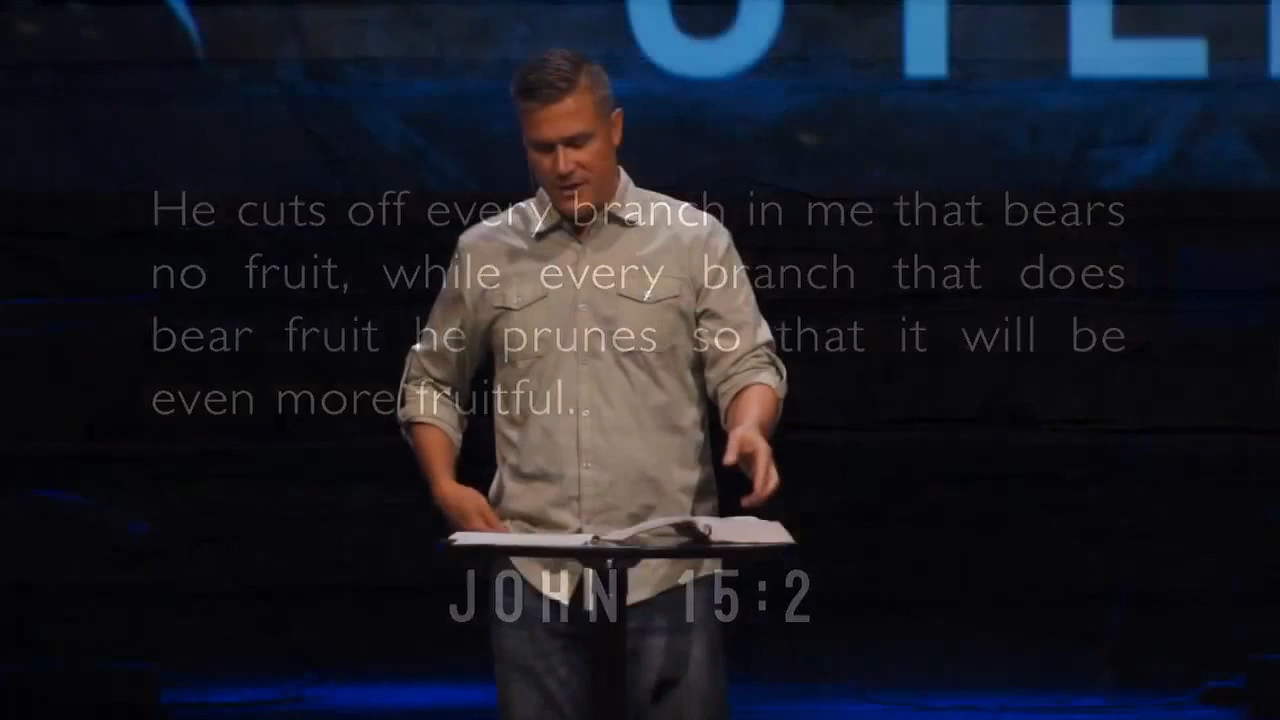 He cuts off every branch in me that bears
no fruit, while every branch that does
bear fruit he prunes so that it will be
even more fruitful.
JOHN 15:2